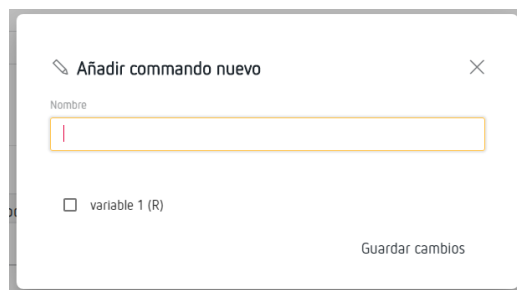 Añadir commando nuevo
Nombre
variable 1 (R)
Guardar cambios